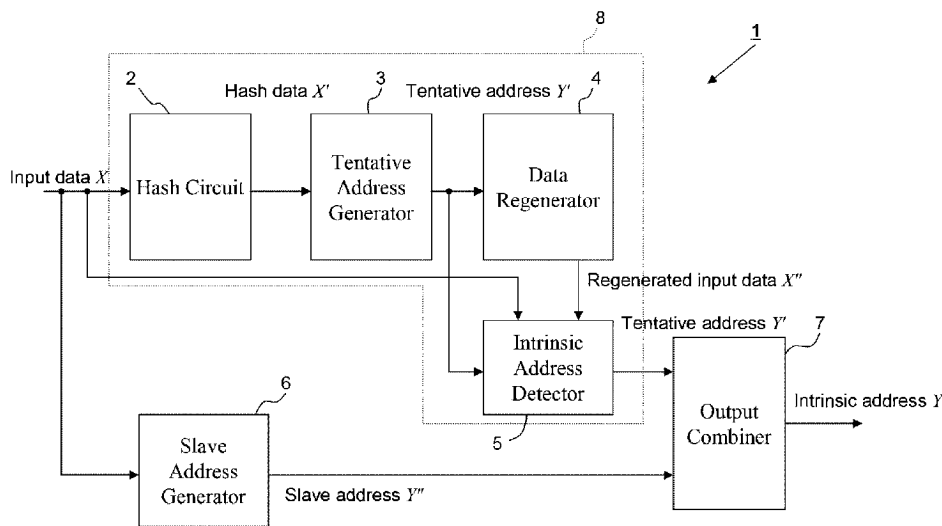 8
1
2
Hash data X'
3
Tentative address Y'
4
Input data X
Hash Circuit
Tentative
Address
Generator
Data
Regenerator
Regenerated input data X"
Tentative address Y'
7
Intrinsic
Address
Detector
5
Output
Combiner
Intrinsic address Y
6
Slave
Address
Generator
Slave address Y"